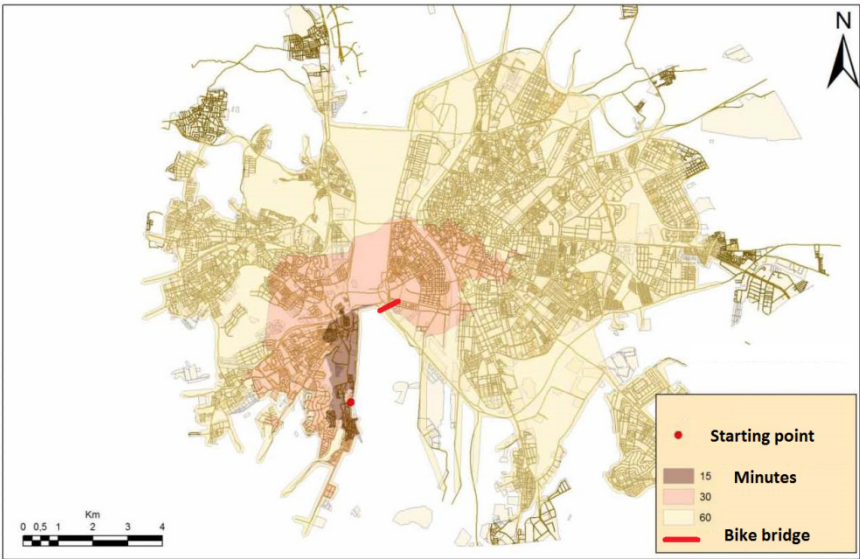 N
Starting point
15 Minutes
30
60
Bike bridge
Km
0 0,5 1 2 3 4